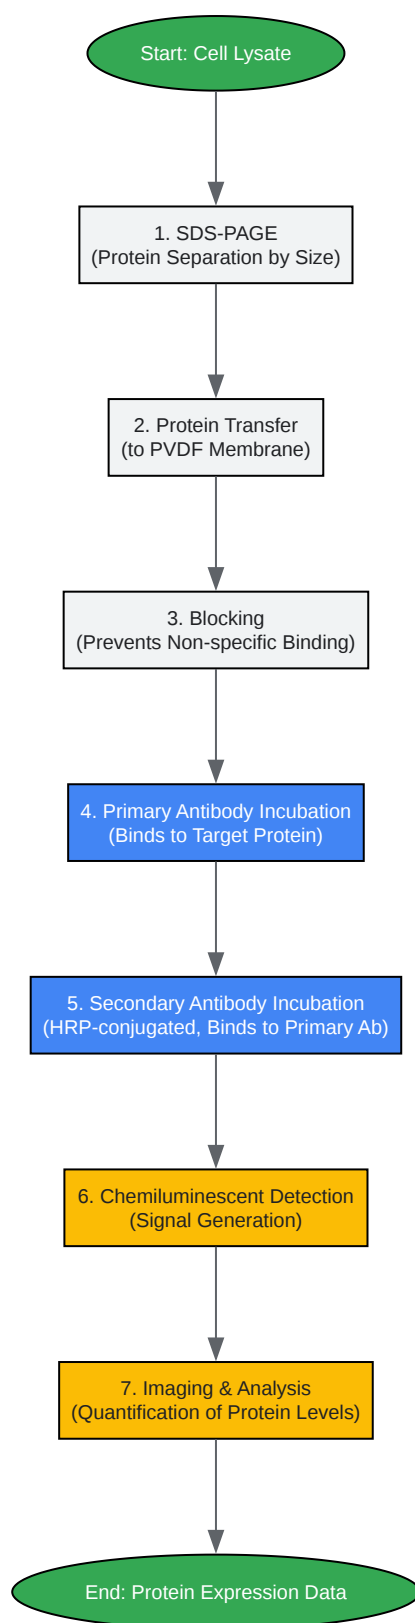 Start: Cell Lysate
1. SDS-PAGE
(Protein Separation by Size)
2. Protein Transfer
(to PVDF Membrane)
3. Blocking
(Prevents Non-specific Binding)
4. Primary Antibody Incubation
(Binds to Target Protein)
5. Secondary Antibody Incubation
(HRP-conjugated, Binds to Primary Ab)
6. Chemiluminescent Detection
(Signal Generation)
7. Imaging & Analysis
(Quantification of Protein Levels)
End: Protein Expression Data